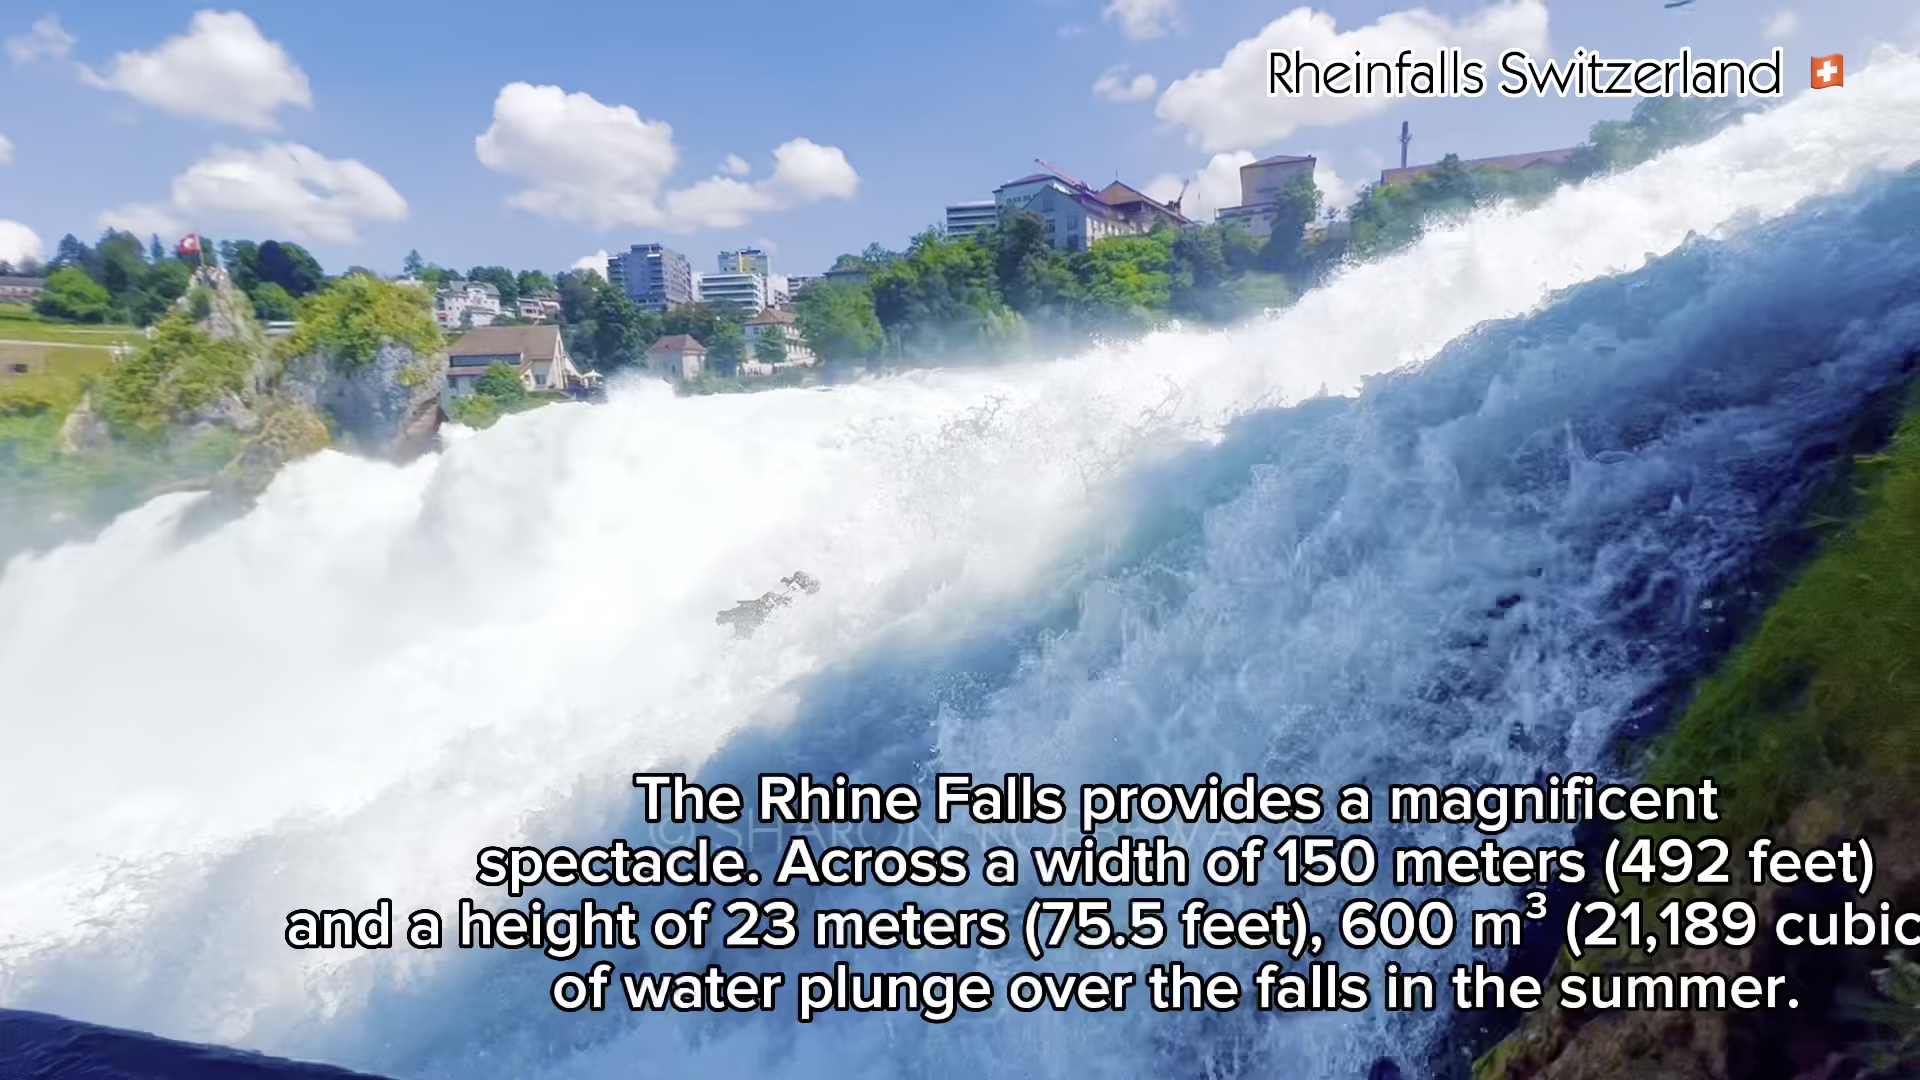 Rheinfalls Switzerland
The Rhine Falls provides a magnificent
spectacle. Across a width of 150 meters (492 feet)
and a height of 23 meters (75.5 feet), 600 m³ (21,189 cubic
of water plunge over the falls in the summer.
© SHARON